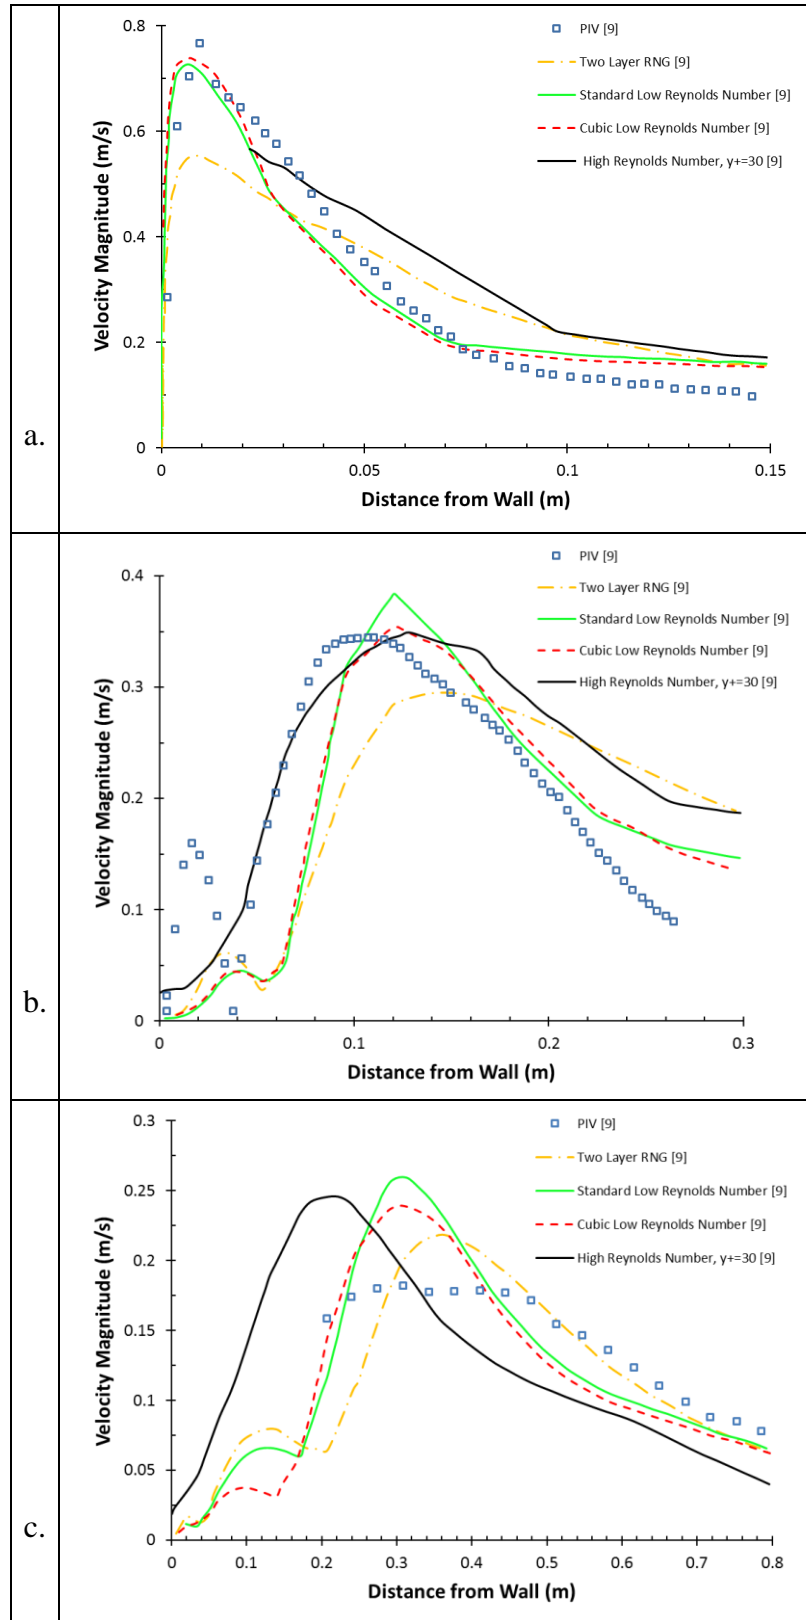 a.
Velocity Magnitude (m/s)
0.8
0.6
0.4
0.2
0
0 0.05 0.1 0.15
Distance from Wall (m)
PIV [9]
Two Layer RNG [9]
Standard Low Reynolds Number [9]
Cubic Low Reynolds Number [9]
High Reynolds Number, y+=30 [9]
b.
Velocity Magnitude (m/s)
0.4
0.3
0.2
0.1
0
0 0.1 0.2 0.3
Distance from Wall (m)
PIV [9]
Two Layer RNG [9]
Standard Low Reynolds Number [9]
Cubic Low Reynolds Number [9]
High Reynolds Number, y+=30 [9]
c.
Velocity Magnitude (m/s)
0.3
0.25
0.2
0.15
0.1
0.05
0
0 0.1 0.2 0.3 0.4 0.5 0.6 0.7 0.8
Distance from Wall (m)
PIV [9]
Two Layer RNG [9]
Standard Low Reynolds Number [9]
Cubic Low Reynolds Number [9]
High Reynolds Number, y+=30 [9]